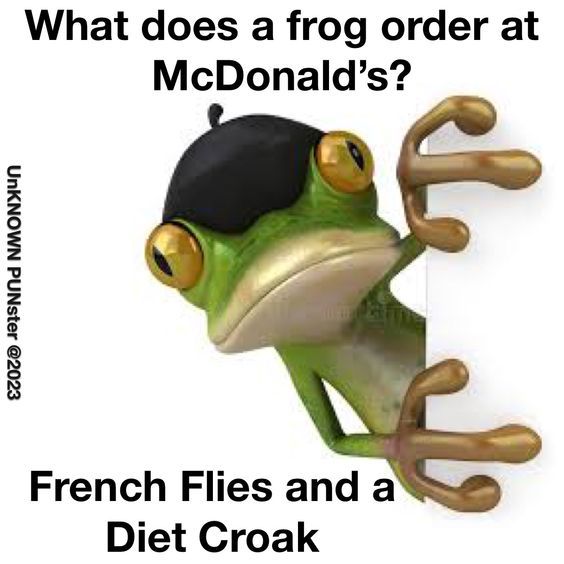 What does a frog order at
McDonald's?
UnKNOWN PUNster @2023
French Flies and a
Diet Croak